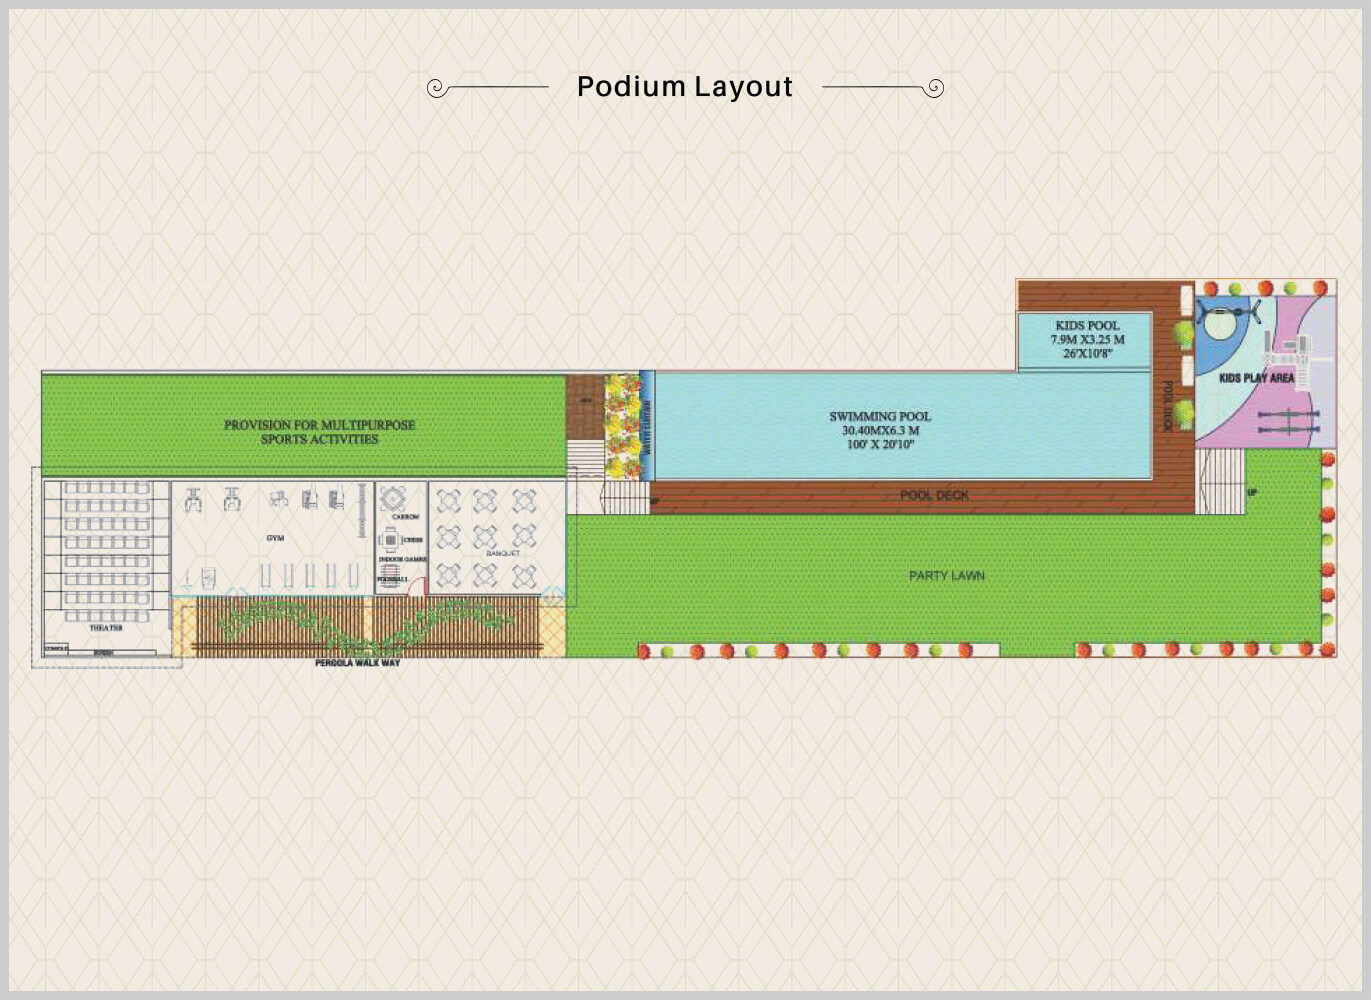 Podium Layout
KIDS POOL
7.9M X3.25 M
26'X10'8"
KIDS PLAY AREA
POOL DECK
PROVISION FOR MULTIPURPOSE
SPORTS ACTIVITIES
WATER CURTAIN
SWIMMING POOL
30.40MX6.3 M
100' X 20'10"
POOL DECK
UP
UP
CARROM
GYM
CHESS
BANQUET
INDOOR GAMES
FOOSBALL
PARTY LAWN
THEATER
CONSOLE
SCREEN
PERGOLA WALK WAY